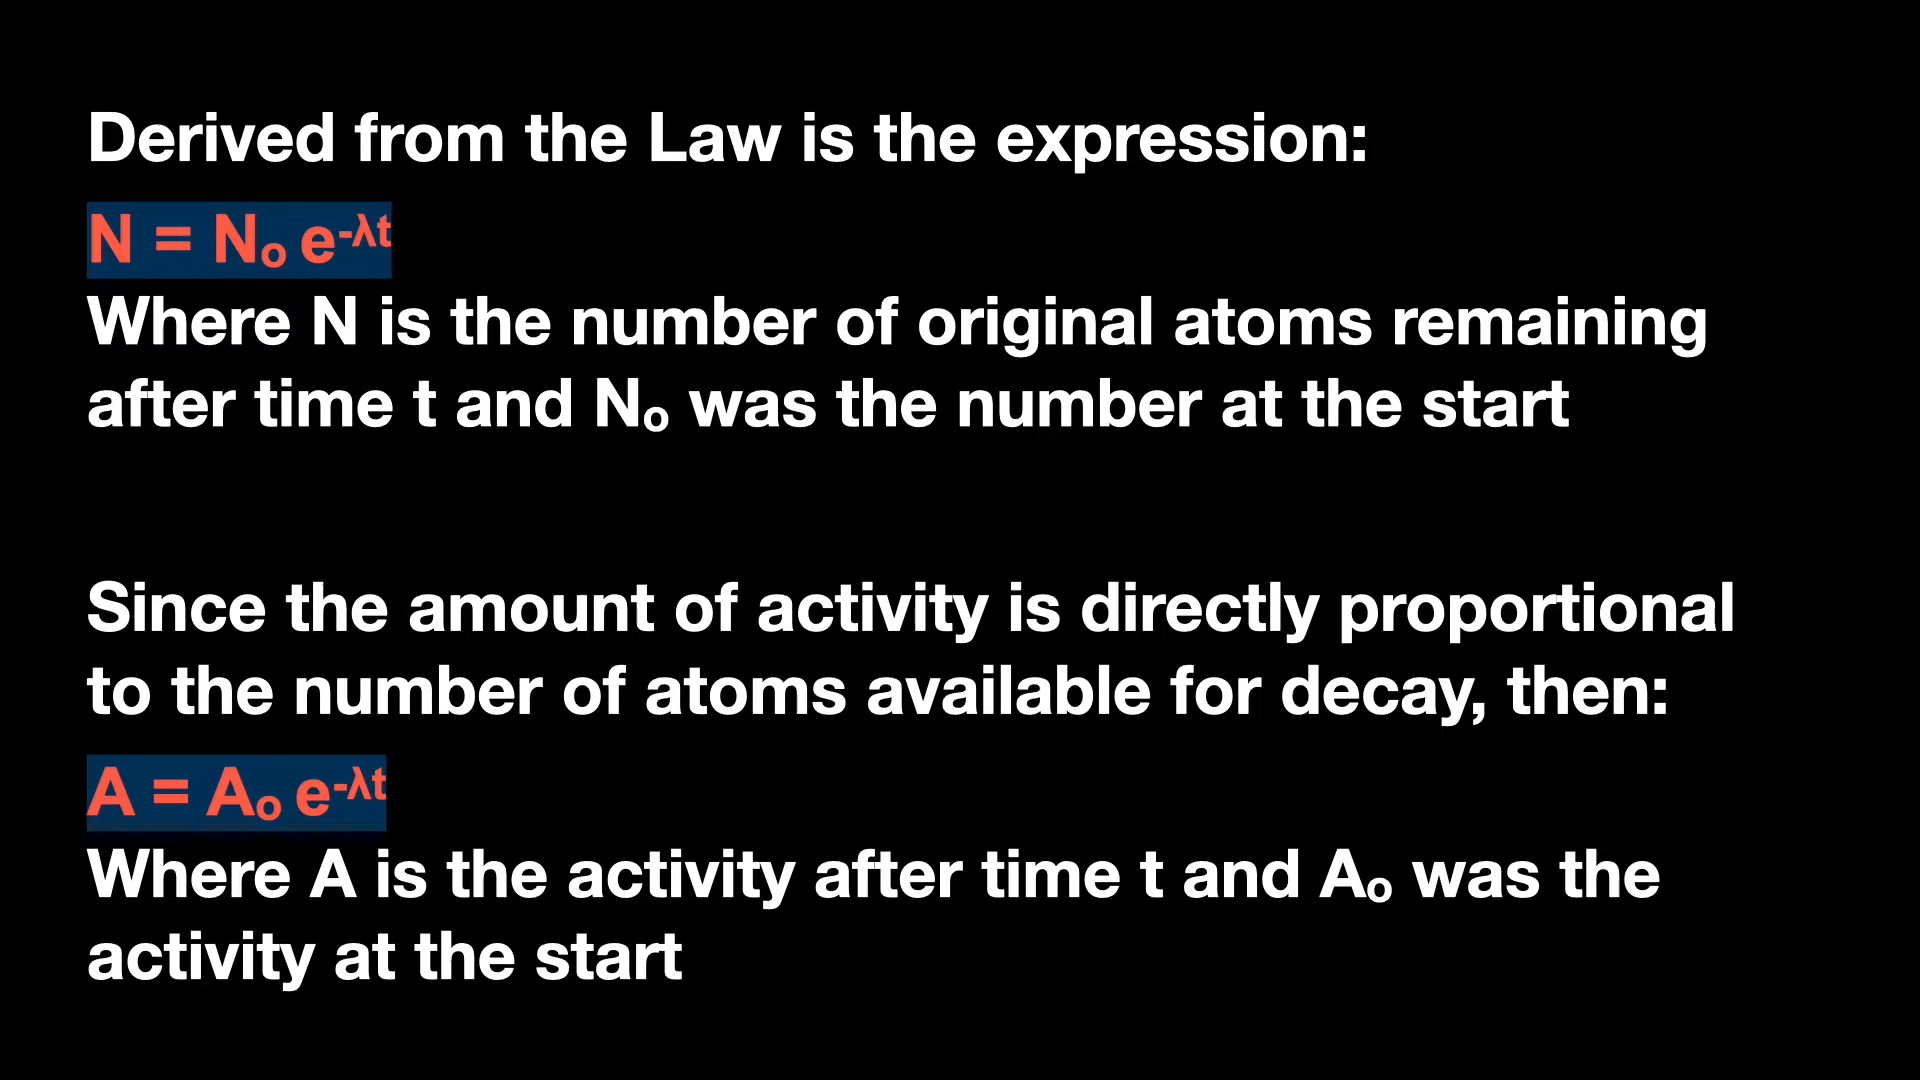 Derived from the Law is the expression:
N = Nₒ e⁻λᵗ
Where N is the number of original atoms remaining
after time t and Nₒ was the number at the start
Since the amount of activity is directly proportional
to the number of atoms available for decay, then:
A = Aₒ e⁻λᵗ
Where A is the activity after time t and Aₒ was the
activity at the start